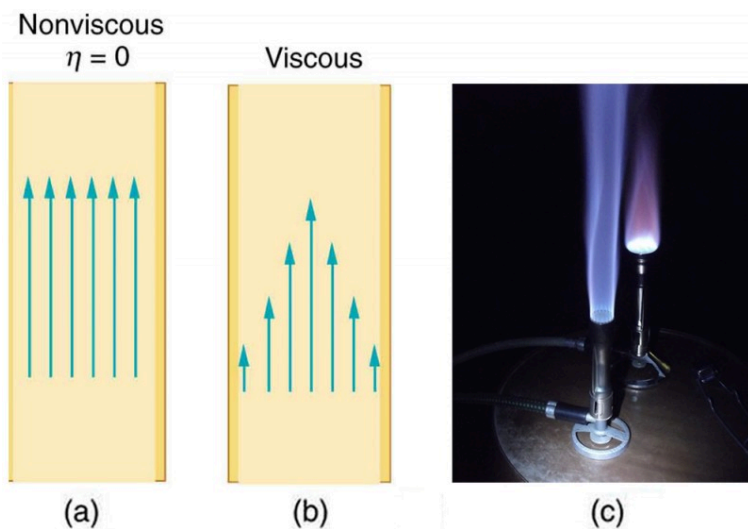 Nonviscous
η = 0
Viscous
(a)
(b)
(c)